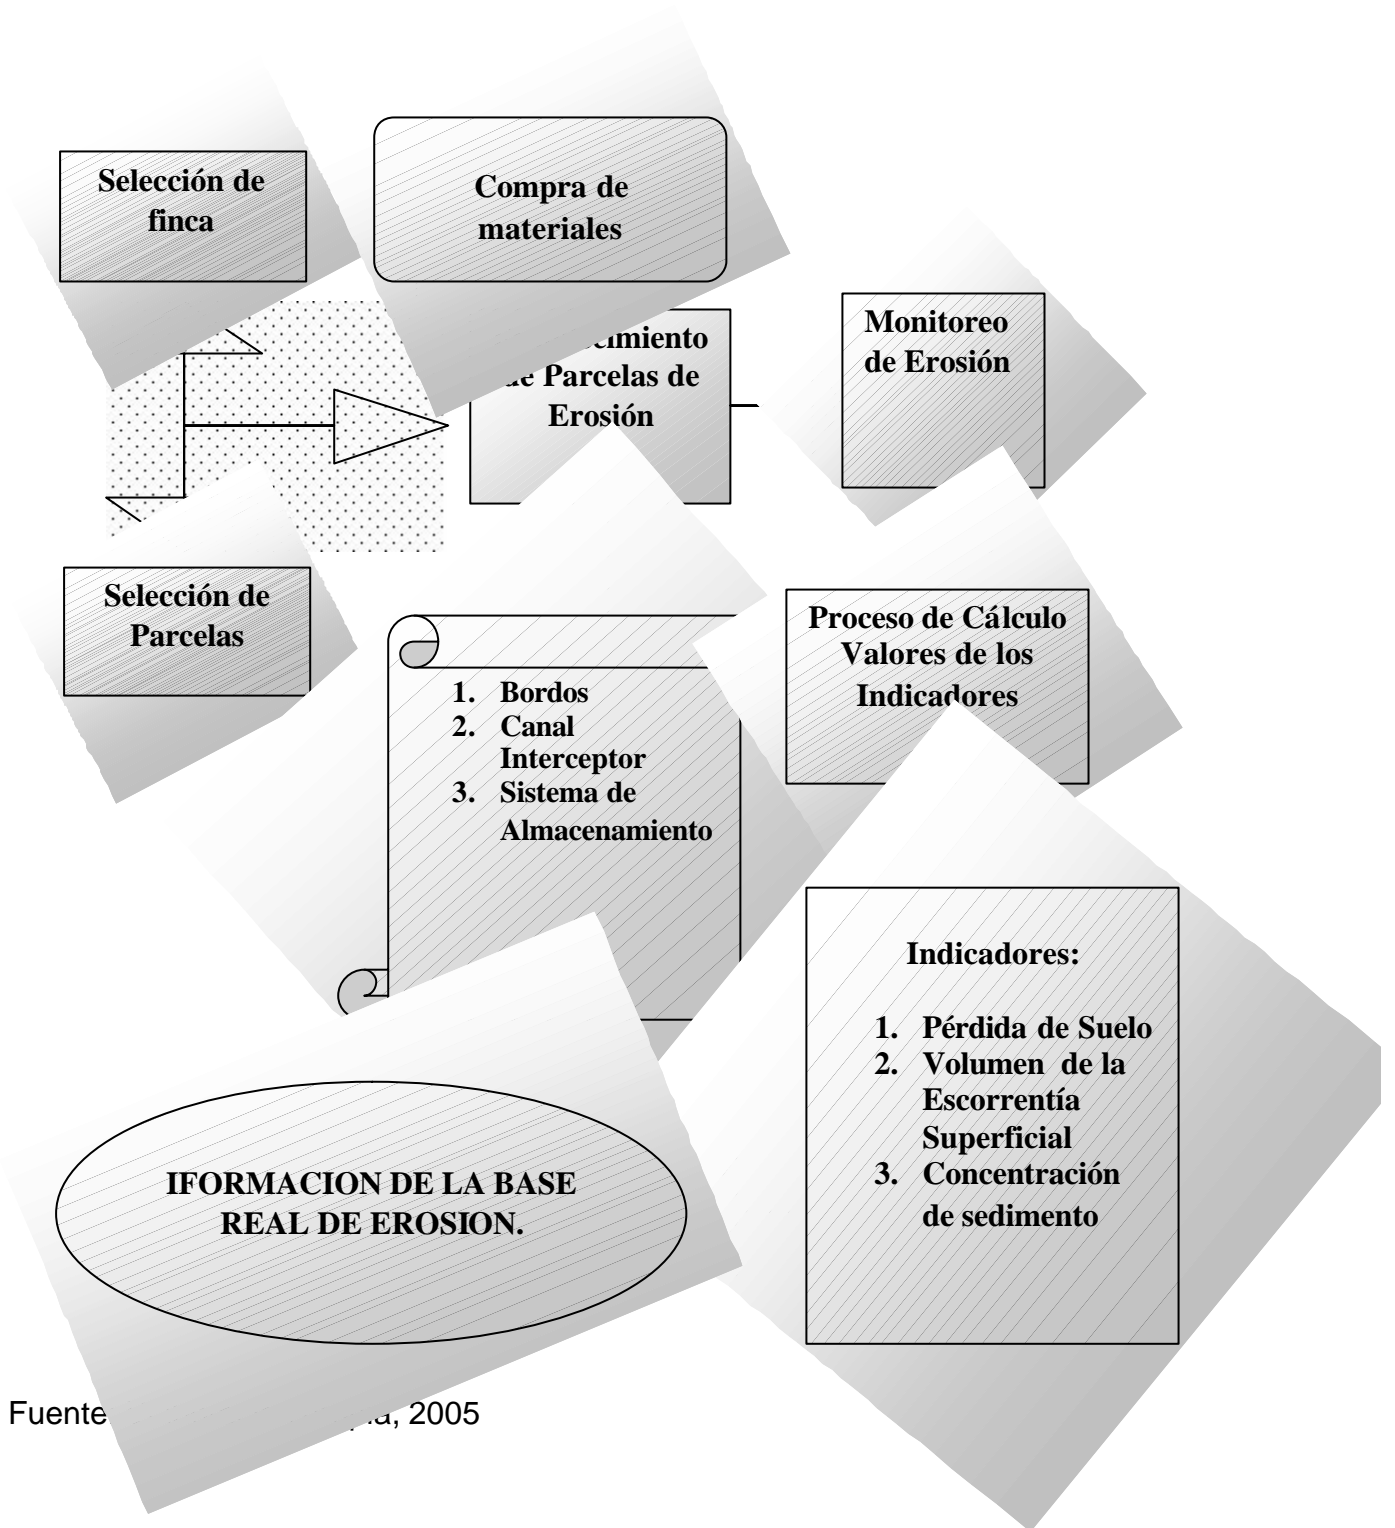 Selección de
finca
Compra de
materiales
de Parcelas de
Erosión
Monitoreo
de Erosión
Selección de
Parcelas
1. Bordos
2. Canal
Interceptor
3. Sistema de
Almacenamiento
Proceso de Cálculo
Valores de los
Indicadores
Indicadores:
1. Pérdida de Suelo
2. Volumen de la
Escorrentía
Superficial
3. Concentración
de sedimento
IFORMACION DE LA BASE
REAL DE EROSION.
Fuente
2005